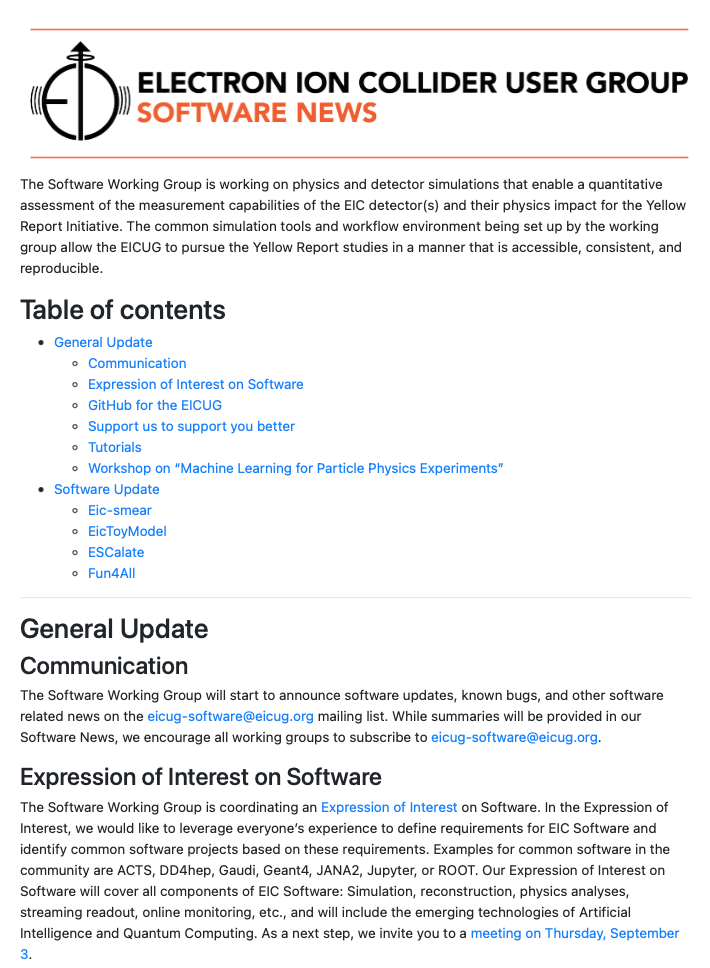 ELECTRON ION COLLIDER USER GROUP
SOFTWARE NEWS
The Software Working Group is working on physics and detector simulations that enable a quantitative
assessment of the measurement capabilities of the EIC detector(s) and their physics impact for the Yellow
Report Initiative. The common simulation tools and workflow environment being set up by the working
group allow the EICUG to pursue the Yellow Report studies in a manner that is accessible, consistent, and
reproducible.
Table of contents
• General Update
◦ Communication
◦ Expression of Interest on Software
◦ GitHub for the EICUG
◦ Support us to support you better
◦ Tutorials
◦ Workshop on “Machine Learning for Particle Physics Experiments”
• Software Update
◦ Eic-smear
◦ EicToyModel
◦ ESCalate
◦ Fun4All
General Update
Communication
The Software Working Group will start to announce software updates, known bugs, and other software
related news on the eicug-software@eicug.org mailing list. While summaries will be provided in our
Software News, we encourage all working groups to subscribe to eicug-software@eicug.org.
Expression of Interest on Software
The Software Working Group is coordinating an Expression of Interest on Software. In the Expression of
Interest, we would like to leverage everyone’s experience to define requirements for EIC Software and
identify common software projects based on these requirements. Examples for common software in the
community are ACTS, DD4hep, Gaudi, Geant4, JANA2, Jupyter, or ROOT. Our Expression of Interest on
Software will cover all components of EIC Software: Simulation, reconstruction, physics analyses,
streaming readout, online monitoring, etc., and will include the emerging technologies of Artificial
Intelligence and Quantum Computing. As a next step, we invite you to a meeting on Thursday, September
3.